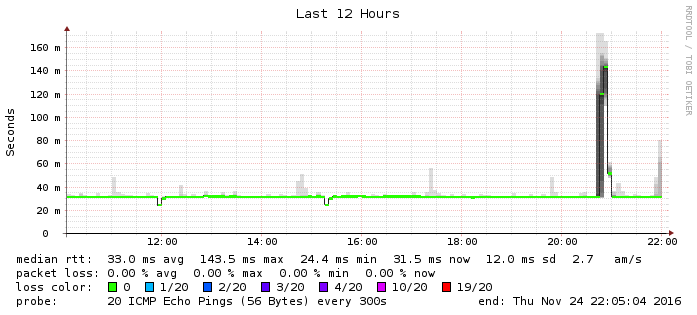 Last 12 Hours
RRDTOOL / TOBI OETIKER
Seconds
160 m
140 m
120 m
100 m
80 m
60 m
40 m
20 m
0
12:00 14:00 16:00 18:00 20:00 22:00
median rtt: 33.0 ms avg 143.5 ms max 24.4 ms min 31.5 ms now 12.0 ms sd 2.7 am/s
packet loss: 0.00 % avg 0.00 % max 0.00 % min 0.00 % now
loss color: 0 1/20 2/20 3/20 4/20 10/20 19/20
probe: 20 ICMP Echo Pings (56 Bytes) every 300s end: Thu Nov 24 22:05:04 2016